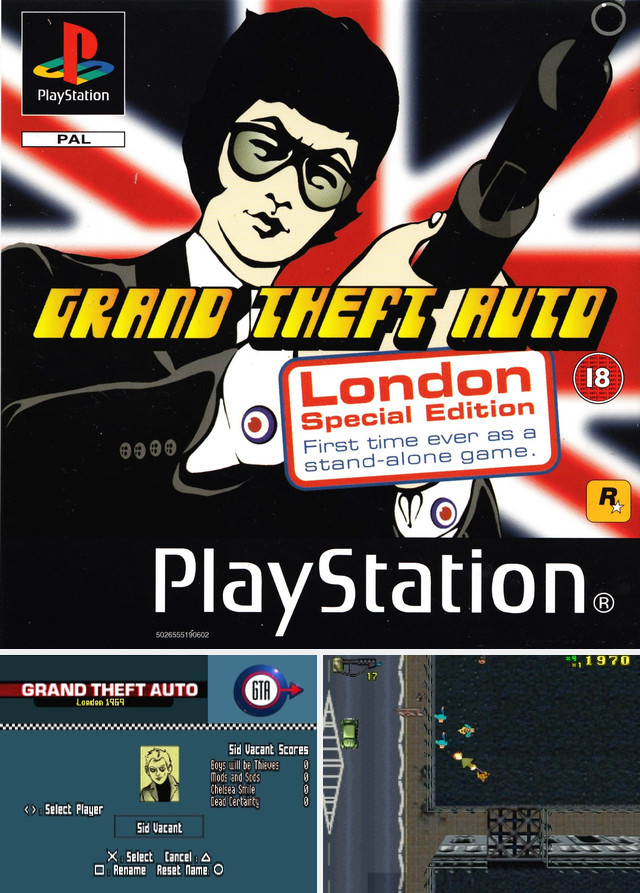 PlayStation
PAL
GRAND THEFT AUTO
London
Special Edition
First time ever as a
stand-alone game.
18
R
PlayStation®
5026555190602
GRAND THEFT AUTO
London 1969
GTA
Sid Vacant Scores
Boys will be Thieves 0
Mods and Sods 0
Chelsea Smile 0
Dead Certainty 0
<> : Select Player
Sid Vacant
X : Select Cancel : △
□ : Rename Reset Name : ○
17
1970